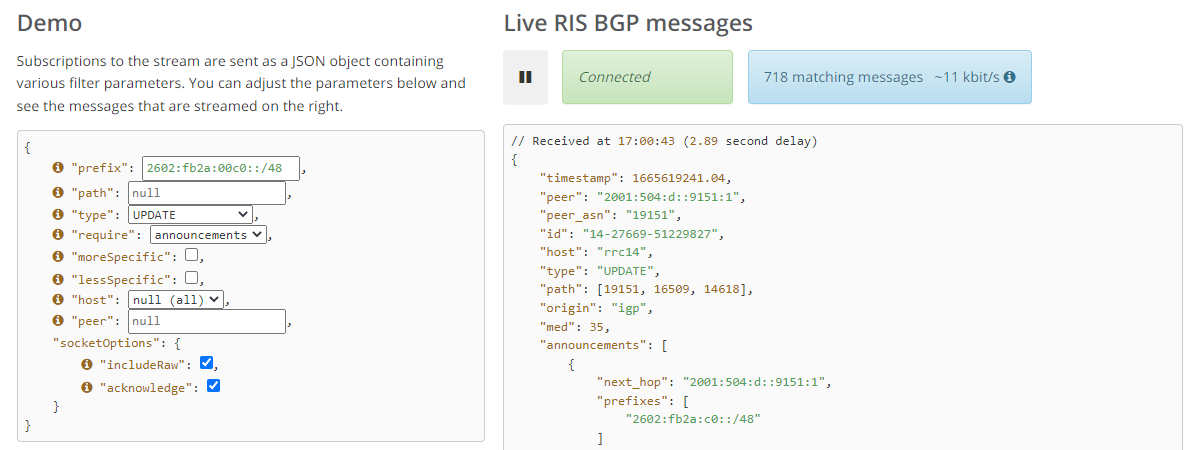 Demo
Subscriptions to the stream are sent as a JSON object containing
various filter parameters. You can adjust the parameters below and
see the messages that are streamed on the right.
{
"prefix": 2602:fb2a:00c0::/48,
"path": null,
"type": UPDATE,
"require": announcements,
"moreSpecific": ,
"lessSpecific": ,
"host": null (all),
"peer": null,
"socketOptions": {
"includeRaw": ,
"acknowledge":
}
}
Live RIS BGP messages
Connected
718 matching messages ~11 kbit/s
// Received at 17:00:43 (2.89 second delay)
{
"timestamp": 1665619241.04,
"peer": "2001:504:d::9151:1",
"peer_asn": "19151",
"id": "14-27669-51229827",
"host": "rrc14",
"type": "UPDATE",
"path": [19151, 16509, 14618],
"origin": "igp",
"med": 35,
"announcements": [
{
"next_hop": "2001:504:d::9151:1",
"prefixes": [
"2602:fb2a:c0::/48"
]